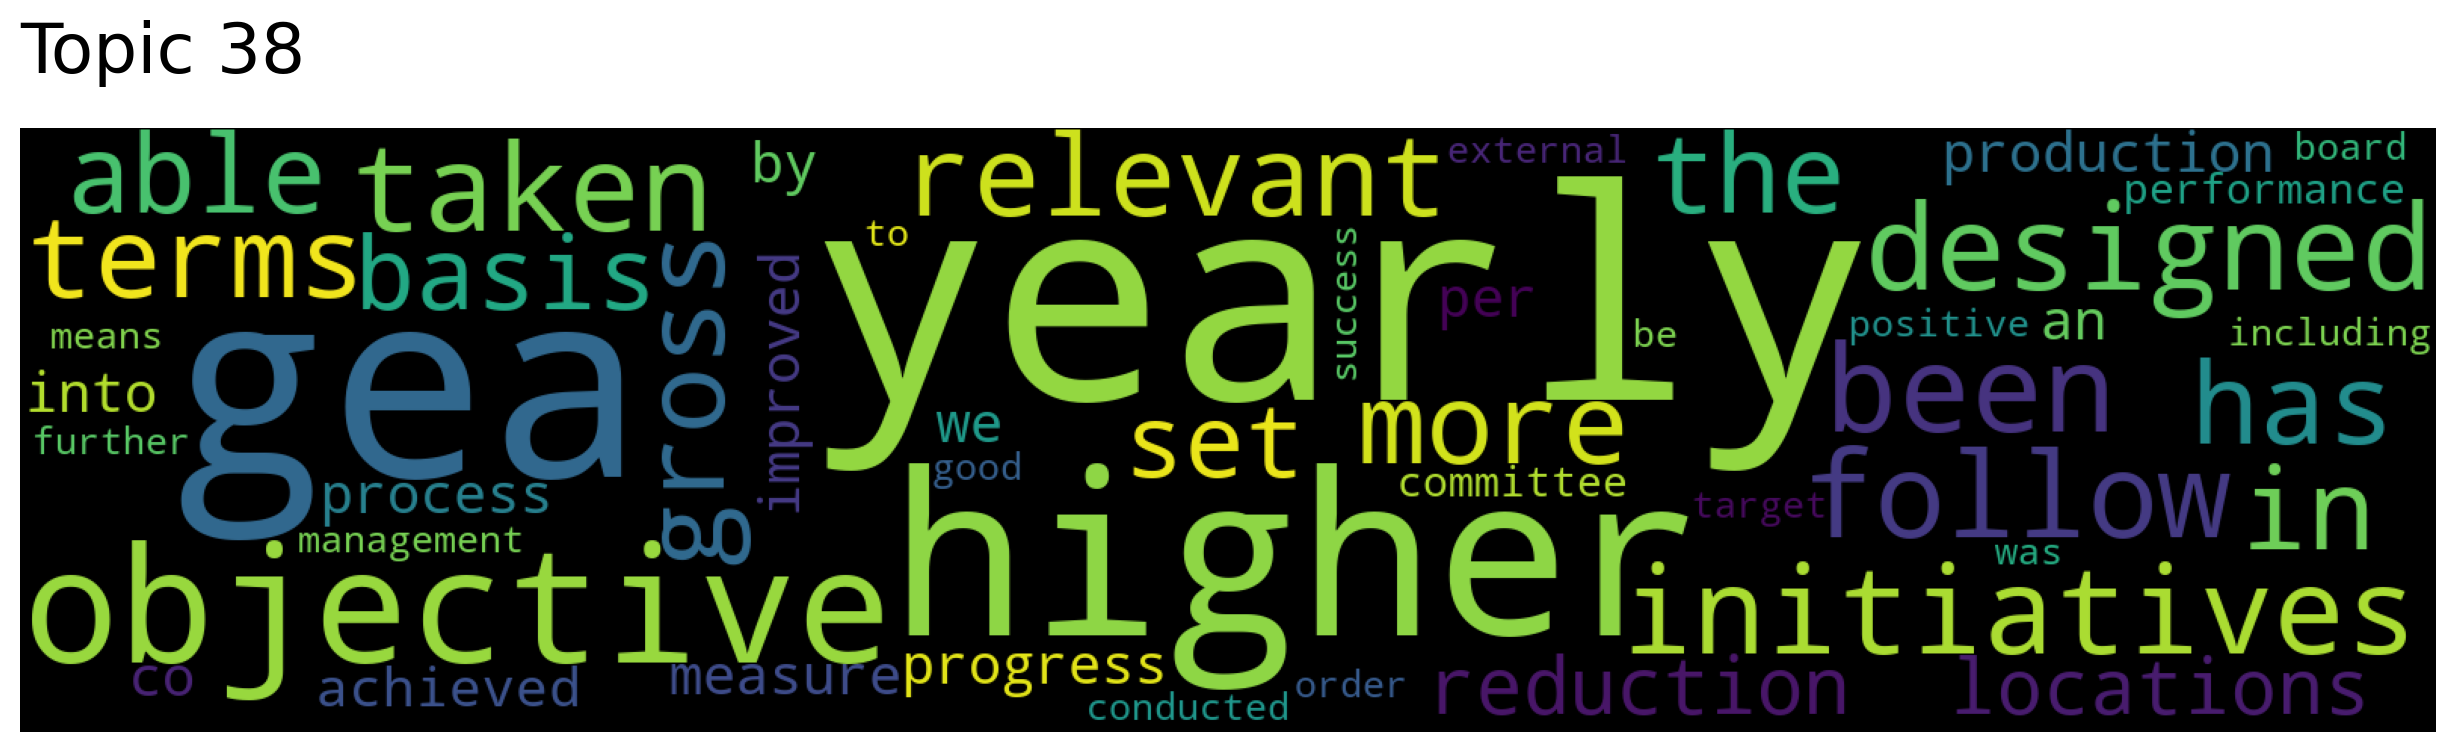 Topic 38
able
taken
by
relevant
external
the
production
board
performance
terms
basis
gross
to
yearly
success
per
be
designed
means
gea
improved
positive
an
including
into
further
we
good
set
more
committee
been
has
process
management
higher
target
follow
in
was
objective
initiatives
co
achieved
measure
progress
conducted
order
reduction
locations